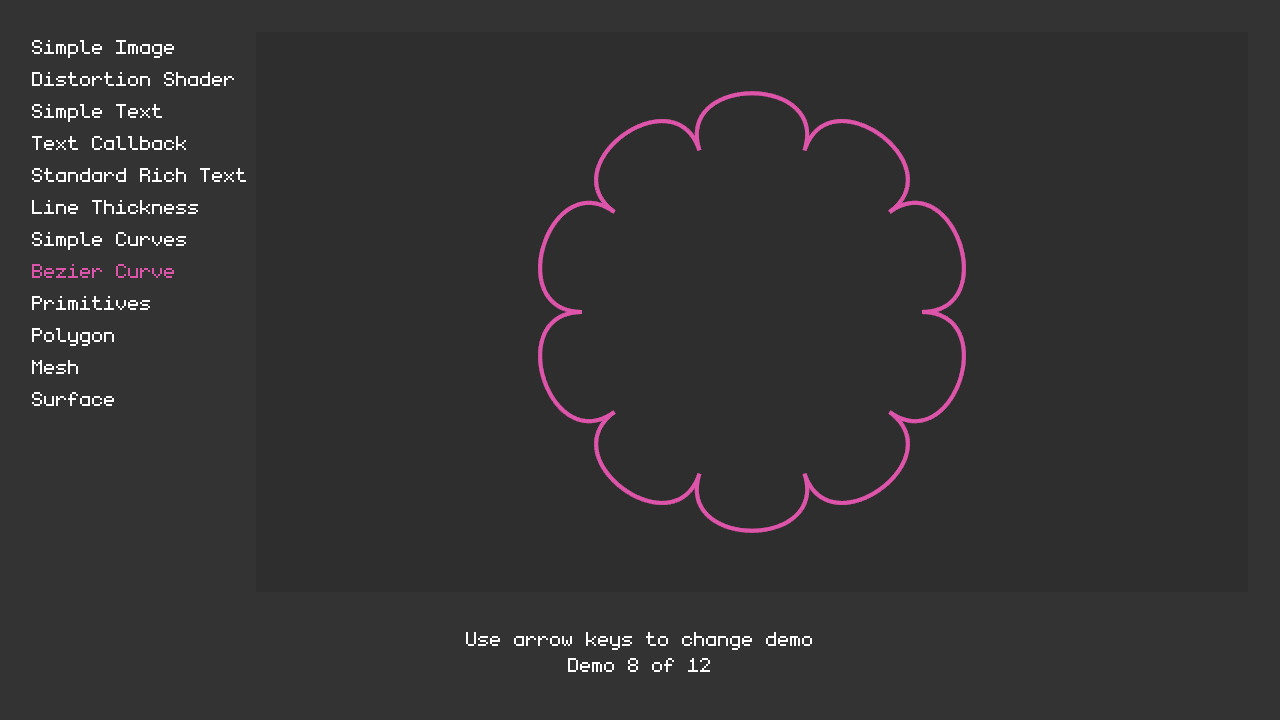 Simple Image
Distortion Shader
Simple Text
Text Callback
Standard Rich Text
Line Thickness
Simple Curves
Bezier Curve
Primitives
Polygon
Mesh
Surface
Use arrow keys to change demo
Demo 8 of 12